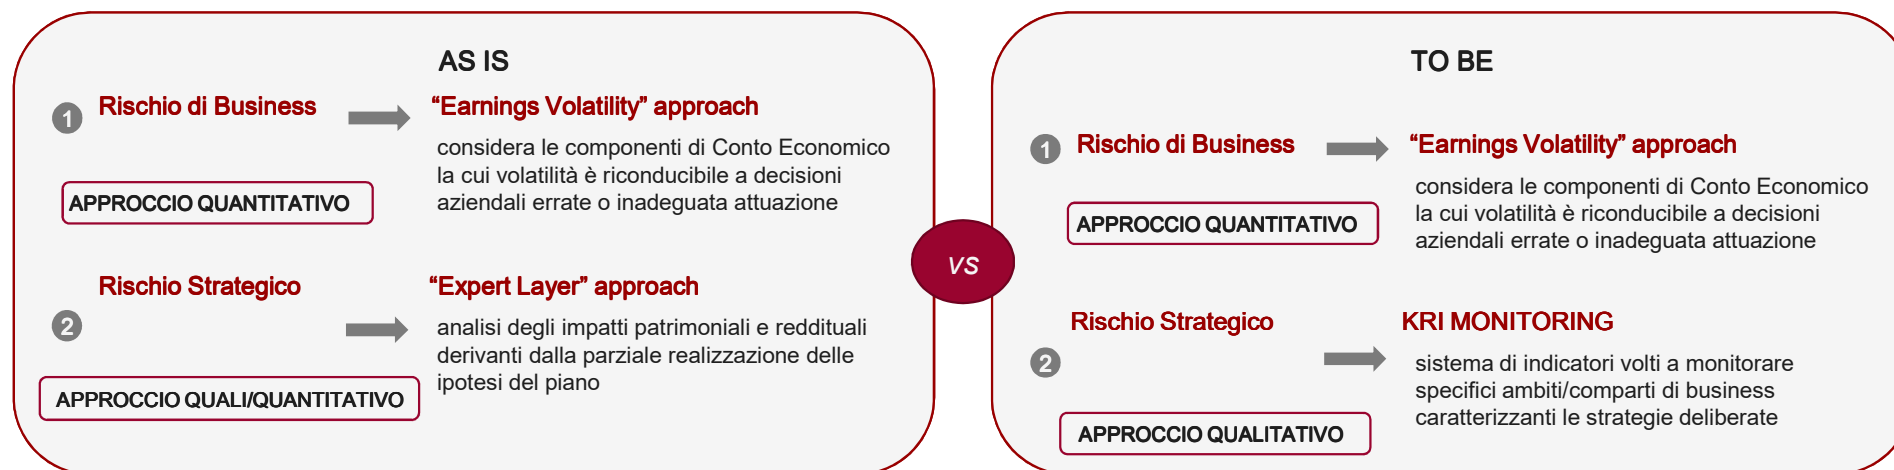 AS IS
1 Rischio di Business
“Earnings Volatility” approach
considera le componenti di Conto Economico
la cui volatilità è riconducibile a decisioni
aziendali errate o inadeguata attuazione
APPROCCIO QUANTITATIVO
2 Rischio Strategico
“Expert Layer” approach
analisi degli impatti patrimoniali e reddituali
derivanti dalla parziale realizzazione delle
ipotesi del piano
APPROCCIO QUALI/QUANTITATIVO
vs
TO BE
1 Rischio di Business
“Earnings Volatility” approach
considera le componenti di Conto Economico
la cui volatilità è riconducibile a decisioni
aziendali errate o inadeguata attuazione
APPROCCIO QUANTITATIVO
2 Rischio Strategico
KRI MONITORING
sistema di indicatori volti a monitorare
specifici ambiti/comparti di business
caratterizzanti le strategie deliberate
APPROCCIO QUALITATIVO